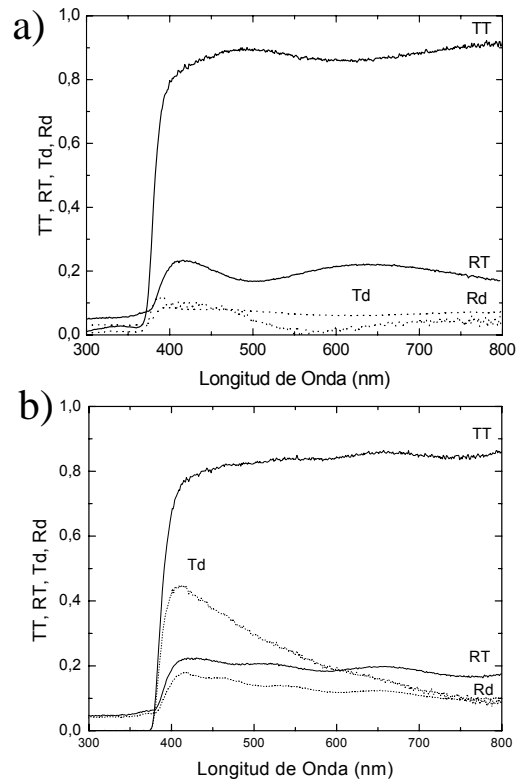 a)
TT, RT, Td, Rd
1,0
0,8
0,6
0,4
0,2
0,0
TT
RT
Td
Rd
300 400 500 600 700 800
Longitud de Onda (nm)
b)
TT, RT, Td, Rd
1,0
0,8
0,6
0,4
0,2
0,0
TT
Td
RT
Rd
300 400 500 600 700 800
Longitud de Onda (nm)